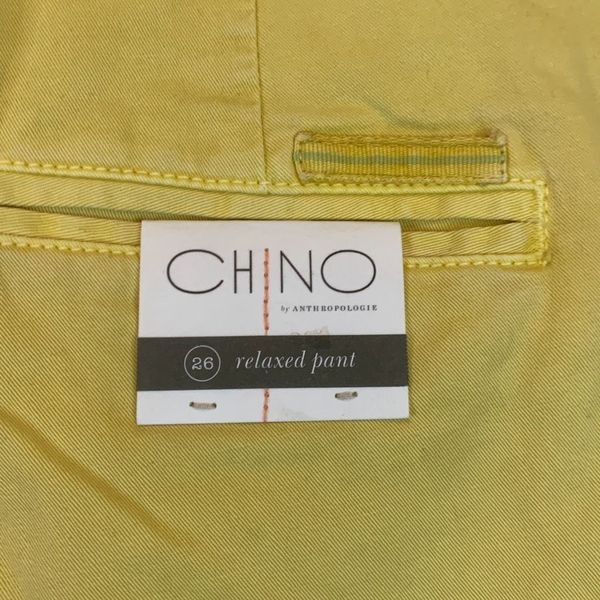 CHINO
by ANTHROPOLOGIE
26 relaxed pant